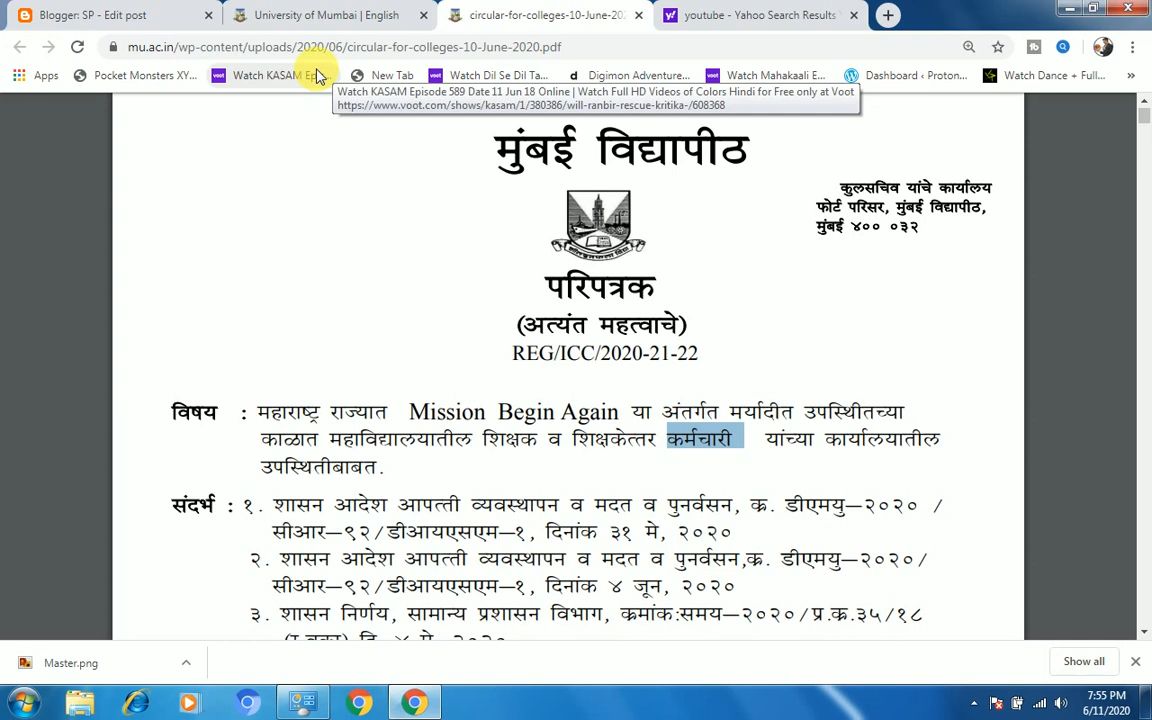 Blogger: SP - Edit post
University of Mumbai | English
circular-for-colleges-10-June-202
youtube - Yahoo Search Results
mu.ac.in/wp-content/uploads/2020/06/circular-for-colleges-10-June-2020.pdf
Apps
Pocket Monsters XY...
Watch KASAM Ep
New Tab
Watch Dil Se Dil Ta...
Digimon Adventure...
Watch Mahakaali E...
Dashboard ‹ Proton...
Watch Dance + Full...
Watch KASAM Episode 589 Date 11 Jun 18 Online | Watch Full HD Videos of Colors Hindi for Free only at Voot
https://www.voot.com/shows/kasam/1/380386/will-ranbir-rescue-kritika-/608368
मुंबई विद्यापीठ
कुलसचिव यांचे कार्यालय
फोर्ट परिसर, मुंबई विद्यापीठ,
मुंबई ४०० ०३२
परिपत्रक
(अत्यंत महत्वाचे)
REG/ICC/2020-21-22
विषय : महाराष्ट्र राज्यात Mission Begin Again या अंतर्गत मर्यादीत उपस्थितीच्या
काळात महाविद्यालयातील शिक्षक व शिक्षकेत्तर कर्मचारी यांच्या कार्यालयातील
उपस्थितीबाबत.
संदर्भ : १. शासन आदेश आपत्ती व्यवस्थापन व मदत व पुनर्वसन, क्र. डीएमयु–२०२० /
सीआर–९२/डीआयएसएम–१, दिनांक ३१ मे, २०२०
२. शासन आदेश आपत्ती व्यवस्थापन व मदत व पुनर्वसन,क्र. डीएमयु–२०२०/
सीआर–९२/डीआयएसएम–१, दिनांक ४ जून, २०२०
३. शासन निर्णय, सामान्य प्रशासन विभाग, क्रमांक:समय–२०२०/प्र.क्र.३५/१८
Master.png
Show all
7:55 PM
6/11/2020